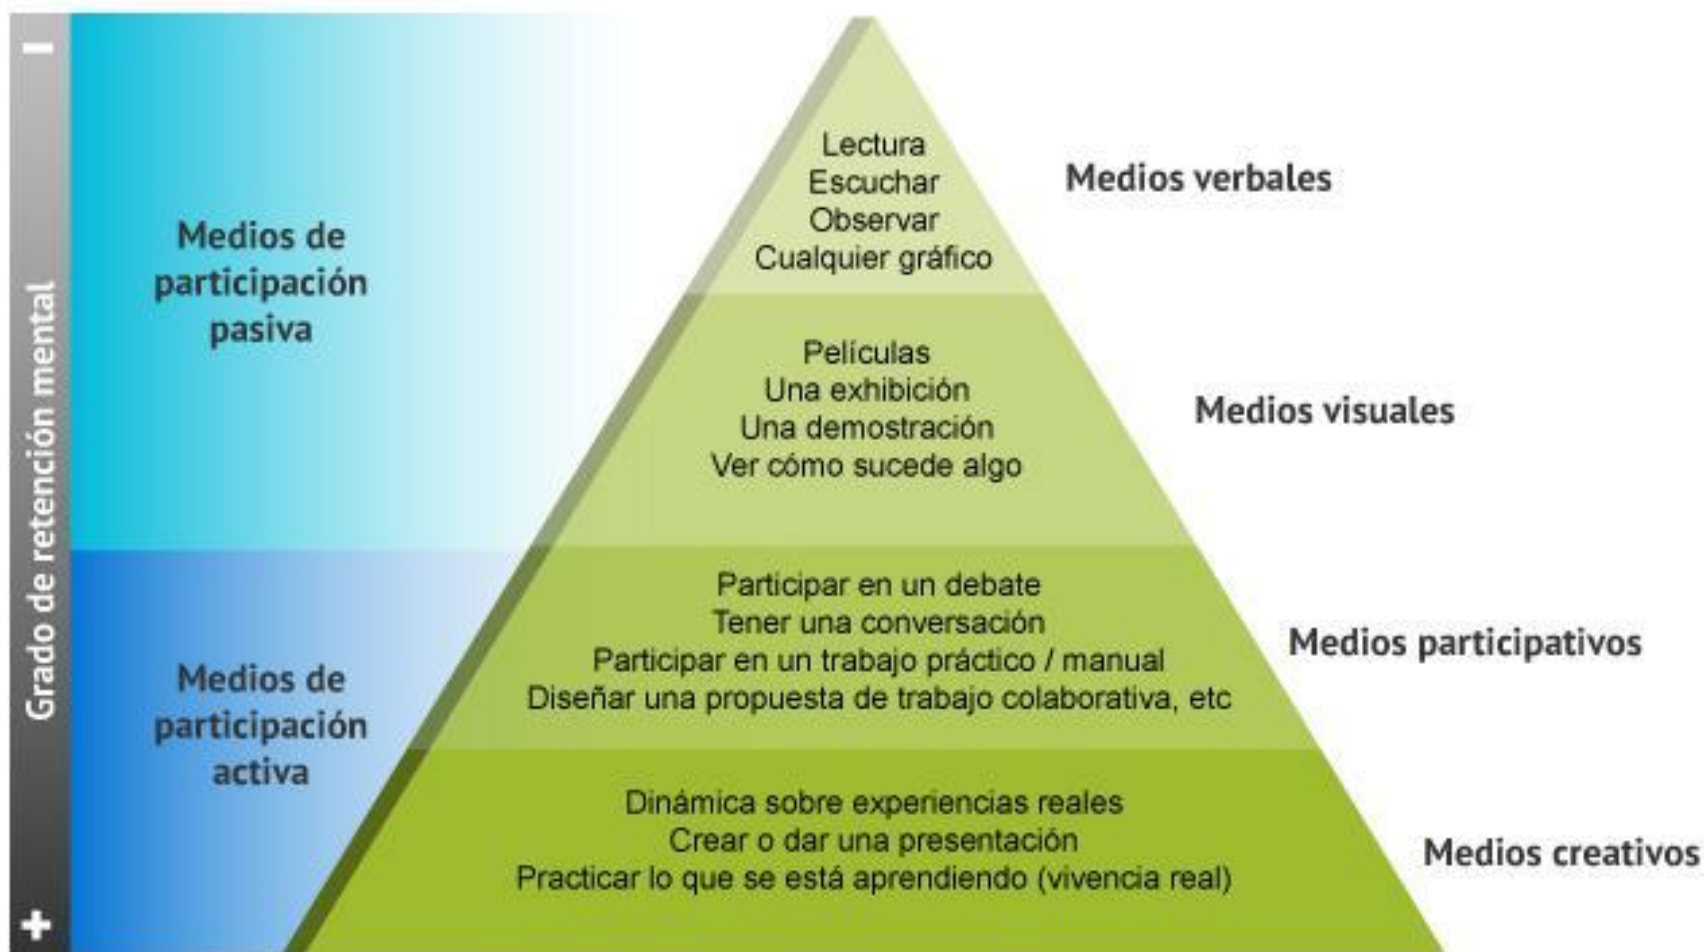 Grado de retención mental
Medios de
participación
pasiva
Lectura
Escuchar
Observar
Cualquier gráfico
Medios verbales
Películas
Una exhibición
Una demostración
Ver cómo sucede algo
Medios visuales
Medios de
participación
activa
Participar en un debate
Tener una conversación
Participar en un trabajo práctico / manual
Diseñar una propuesta de trabajo colaborativa, etc
Medios participativos
Dinámica sobre experiencias reales
Crear o dar una presentación
Practicar lo que se está aprendiendo (vivencia real)
Medios creativos